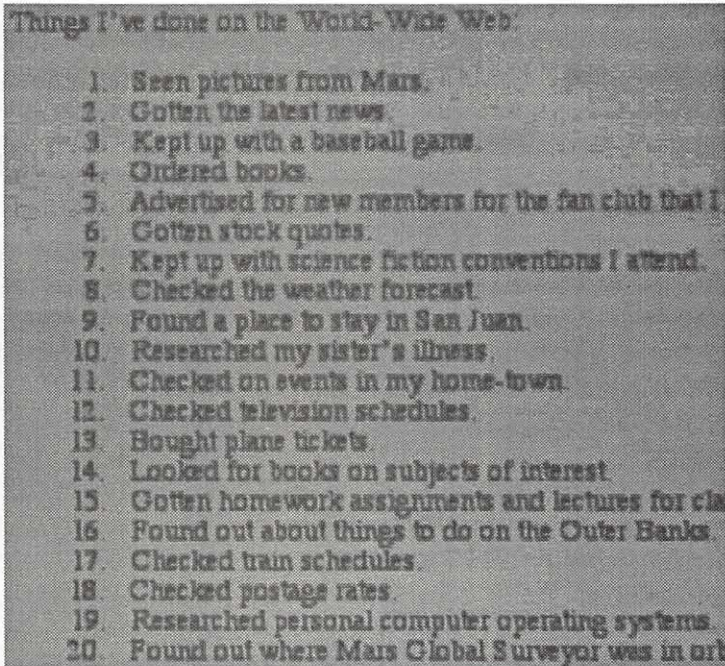 Things I've done on the World-Wide Web:
1. Seen pictures from Mars.
2. Gotten the latest news.
3. Kept up with a baseball game.
4. Ordered books.
5. Advertised for new members for the fan club that I
6. Gotten stock quotes.
7. Kept up with science fiction conventions I attend.
8. Checked the weather forecast.
9. Found a place to stay in San Juan.
10. Researched my sister's illness.
11. Checked on events in my home-town.
12. Checked television schedules.
13. Bought plane tickets.
14. Looked for books on subjects of interest.
15. Gotten homework assignments and lectures for cla
16. Found out about things to do on the Outer Banks.
17. Checked train schedules.
18. Checked postage rates.
19. Researched personal computer operating systems.
20. Found out where Mars Global Surveyor was in